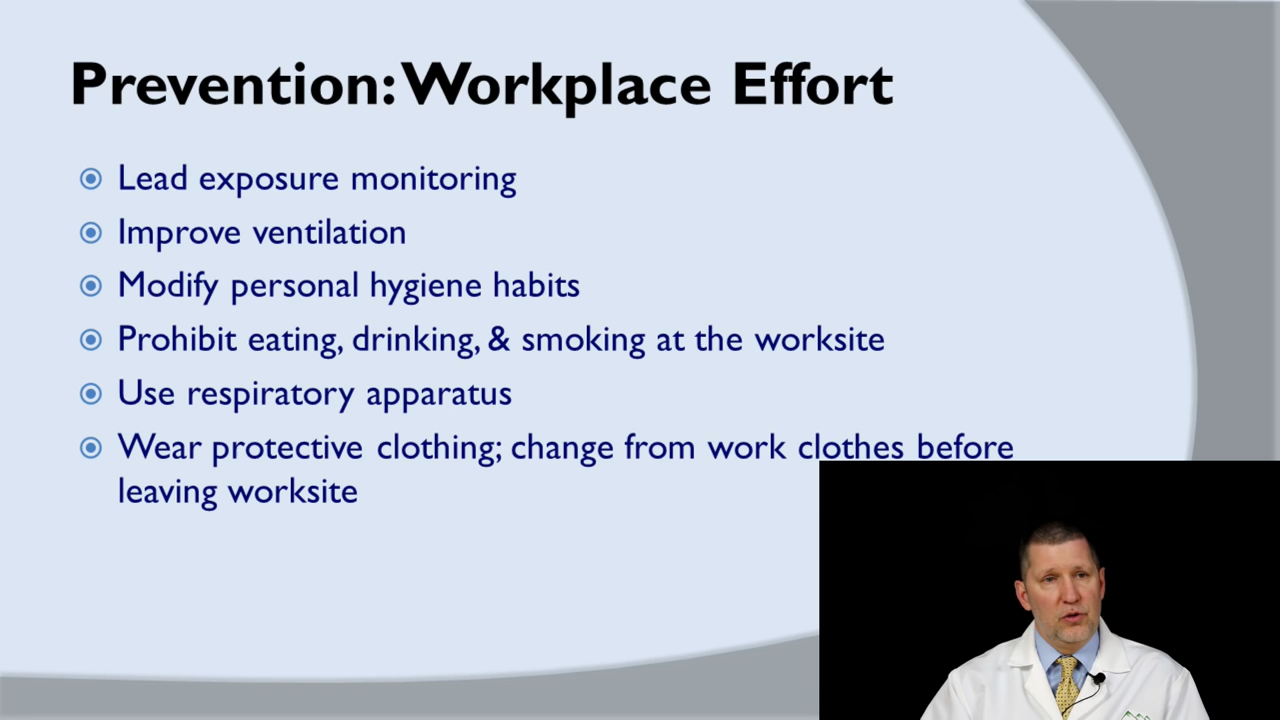 Prevention: Workplace Effort
Lead exposure monitoring
Improve ventilation
Modify personal hygiene habits
Prohibit eating, drinking, & smoking at the worksite
Use respiratory apparatus
Wear protective clothing; change from work clothes before
leaving worksite